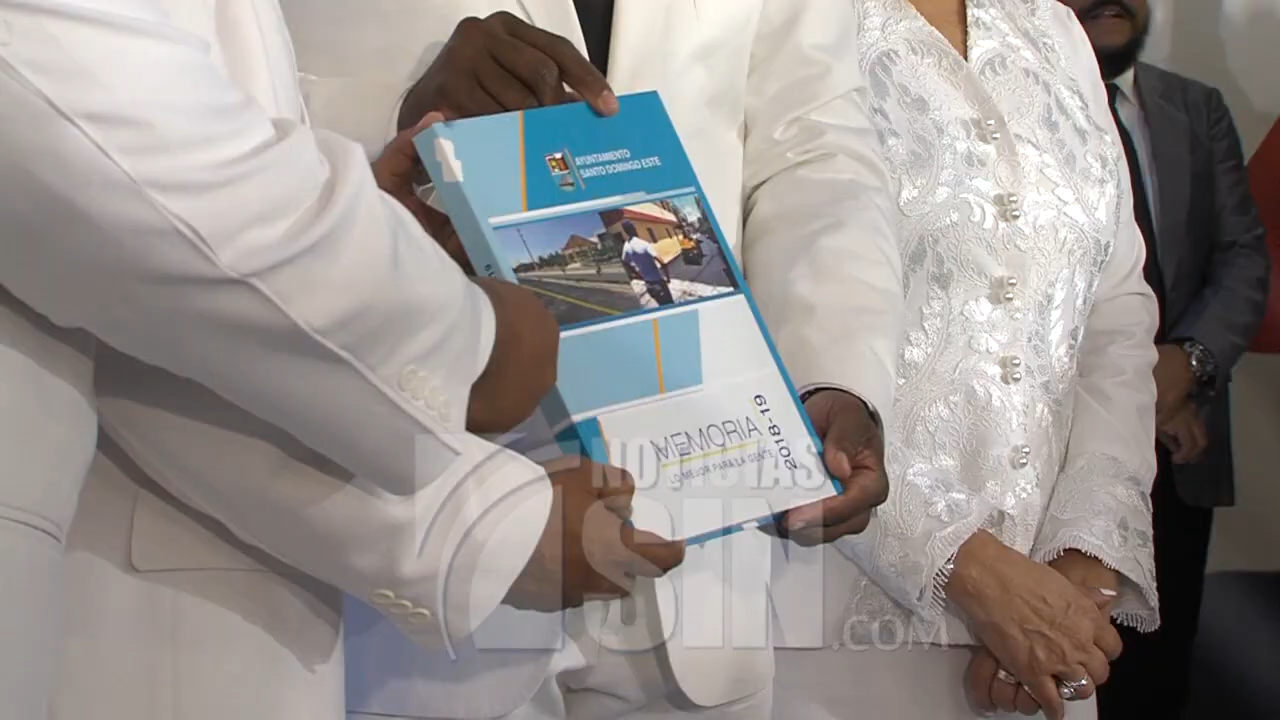 AYUNTAMIENTO
SANTO DOMINGO ESTE
MEMORIA 2018-19
LO MEJOR PARA LA GENTE
NOTICIAS
SIN
.COM